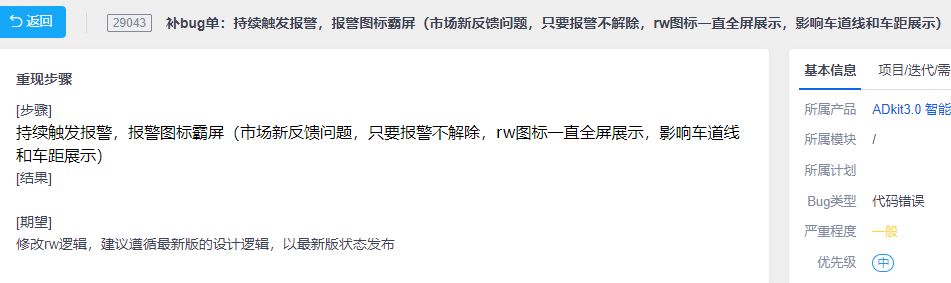 返回
29043
补bug单：持续触发报警，报警图标霸屏（市场新反馈问题，只要报警不解除，rw图标一直全屏展示，影响车道线和车距展示）
重现步骤
[步骤]
持续触发报警，报警图标霸屏（市场新反馈问题，只要报警不解除，rw图标一直全屏展示，影响车道线
和车距展示）
[结果]
[期望]
修改rw逻辑，建议遵循最新版的设计逻辑，以最新版状态发布
基本信息 项目/迭代/需
所属产品 ADkit3.0 智能
所属模块 /
所属计划
Bug类型 代码错误
严重程度 一般
优先级 中